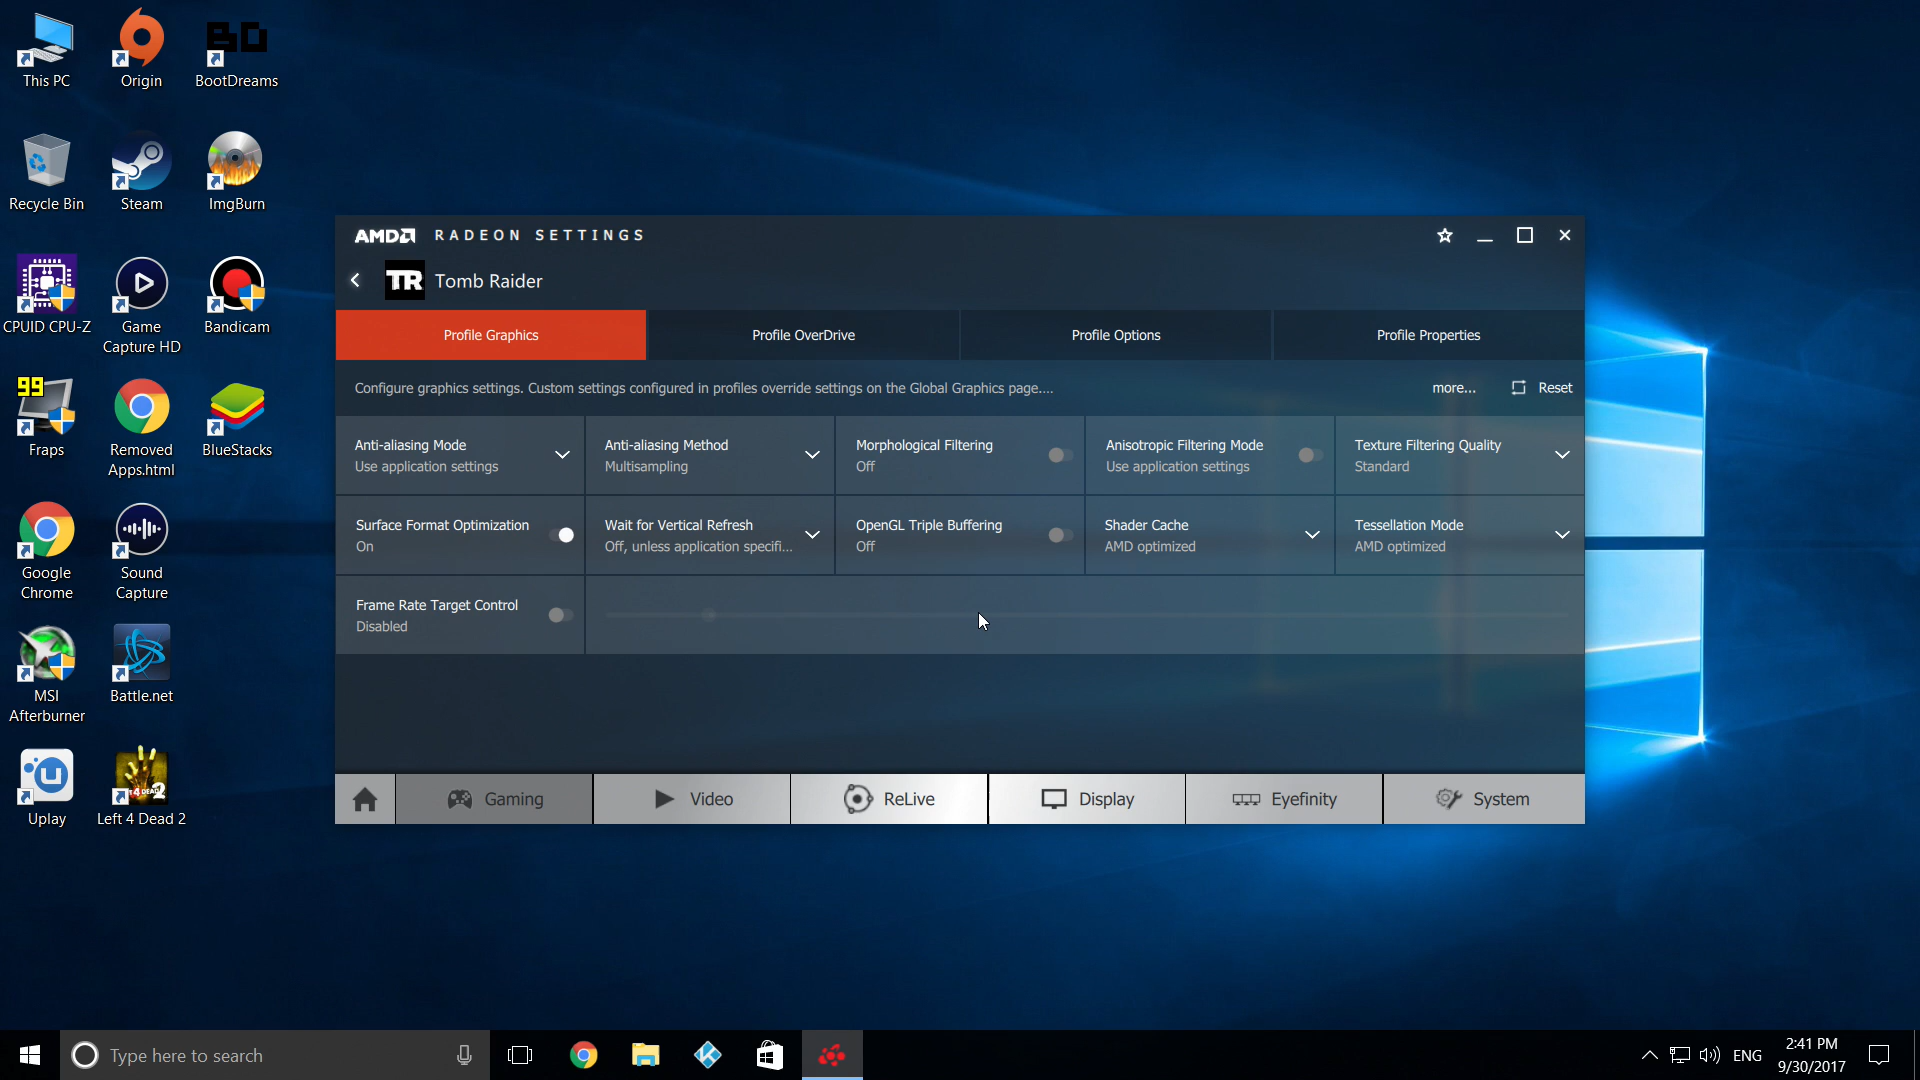 This PC
Origin
BootDreams
Recycle Bin
Steam
ImgBurn
CPUID CPU-Z
Game
Capture HD
Bandicam
99
Fraps
Removed
Apps.html
BlueStacks
Google
Chrome
Sound
Capture
MSI
Afterburner
Battle.net
Uplay
Left 4 Dead 2
AMD RADEON SETTINGS
TR Tomb Raider
Profile Graphics
Profile OverDrive
Profile Options
Profile Properties
Configure graphics settings. Custom settings configured in profiles override settings on the Global Graphics page....
more...
Reset
Anti-aliasing Mode
Use application settings
Anti-aliasing Method
Multisampling
Morphological Filtering
Off
Anisotropic Filtering Mode
Use application settings
Texture Filtering Quality
Standard
Surface Format Optimization
On
Wait for Vertical Refresh
Off, unless application specifi...
OpenGL Triple Buffering
Off
Shader Cache
AMD optimized
Tessellation Mode
AMD optimized
Frame Rate Target Control
Disabled
Gaming
Video
ReLive
Display
Eyefinity
System
Type here to search
ENG
2:41 PM
9/30/2017